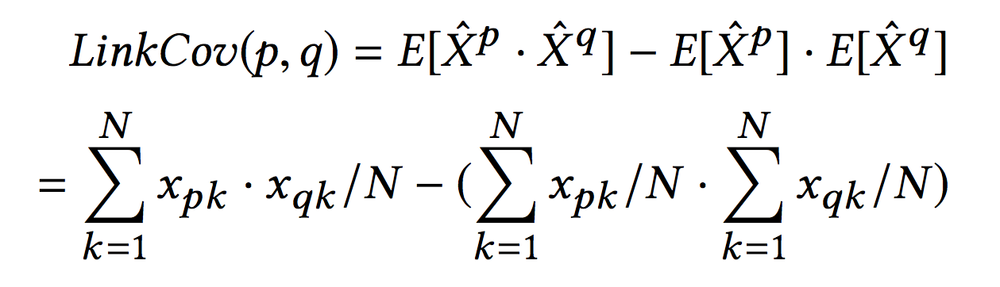 LinkCov(p, q) = E[X̂^p · X̂^q] − E[X̂^p] · E[X̂^q]
= ∑_{k=1}^{N} x_{pk} · x_{qk}/N − (∑_{k=1}^{N} x_{pk}/N · ∑_{k=1}^{N} x_{qk}/N)